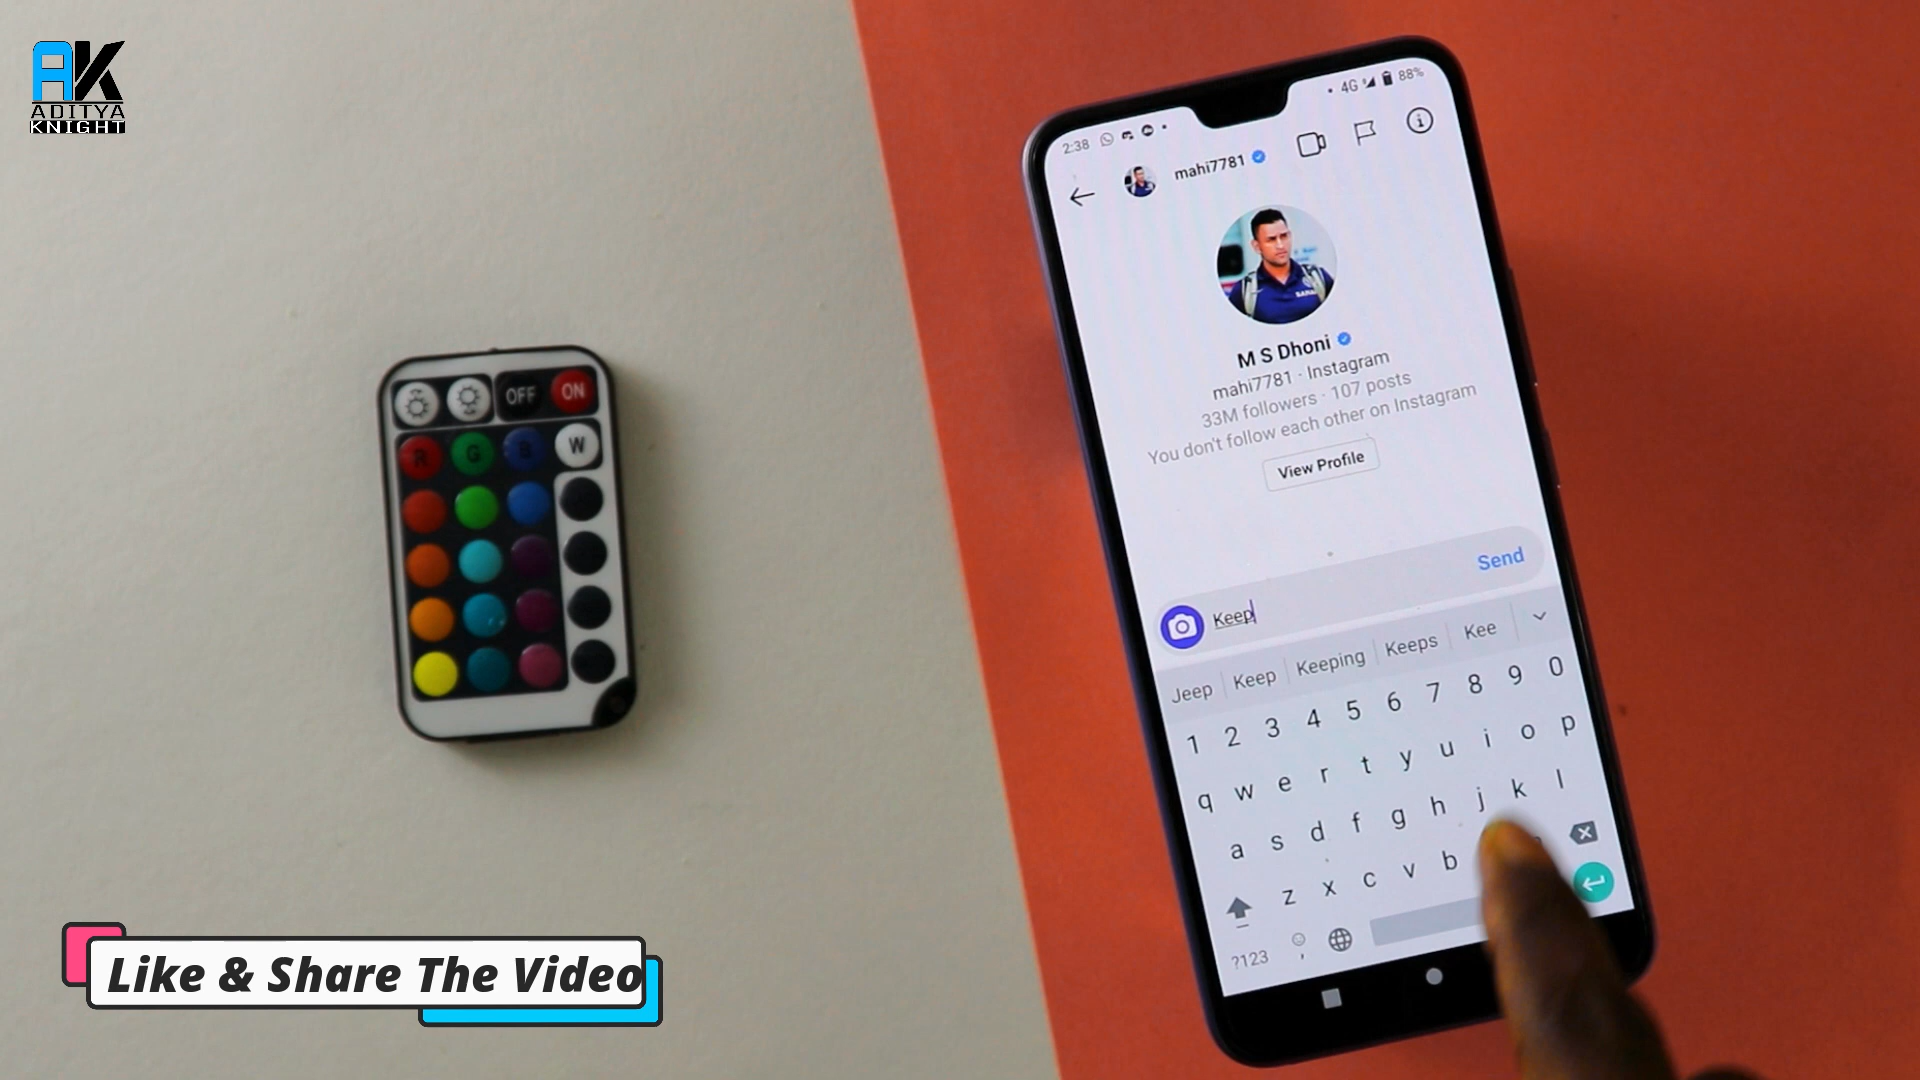 AK
ADITYA
KNIGHT
2:38
4G 88%
mahi7781
M S Dhoni
mahi7781 · Instagram
33M followers · 107 posts
You don't follow each other on Instagram
View Profile
Keep
Send
Jeep Keep Keeping Keeps Kee
1 2 3 4 5 6 7 8 9 0
q w e r t y u i o p
a s d f g h j k l
z x c v b
?123 ,
OFF ON
R G B W
Like & Share The Video